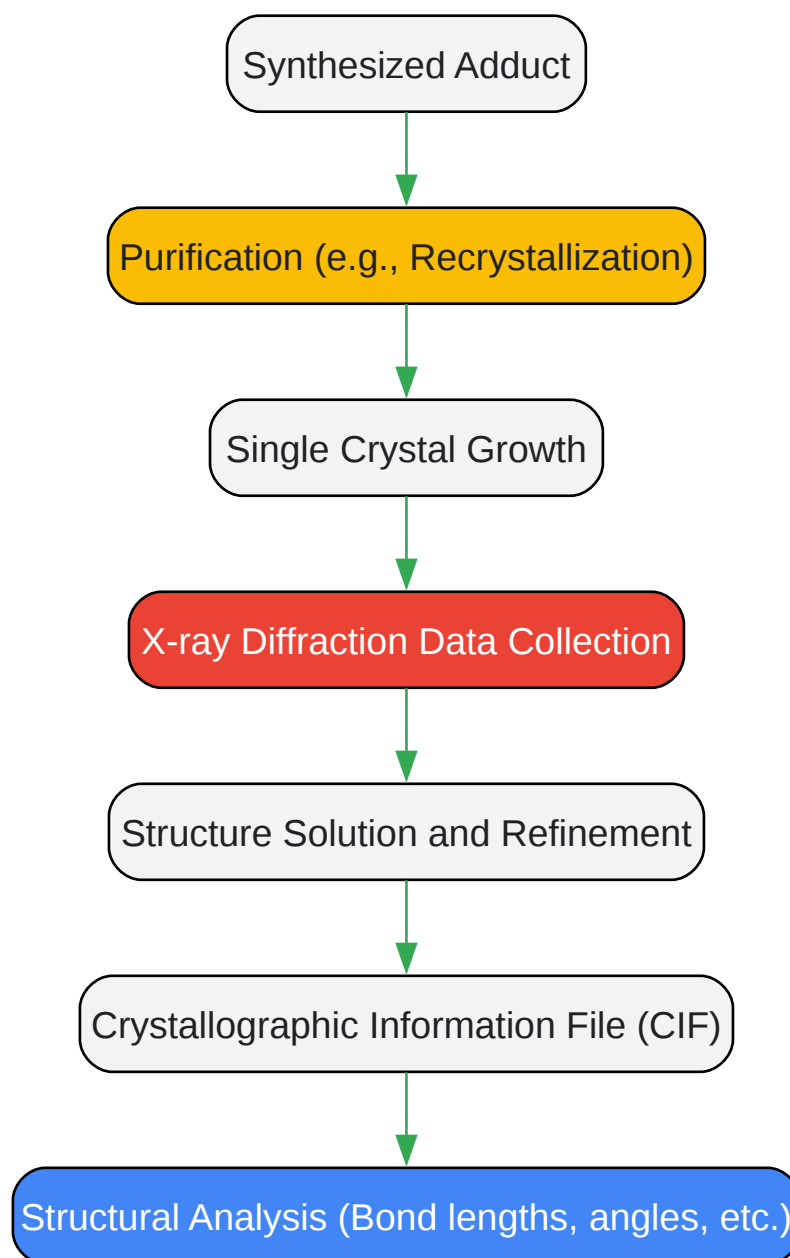 Synthesized Adduct
Purification (e.g., Recrystallization)
Single Crystal Growth
X-ray Diffraction Data Collection
Structure Solution and Refinement
Crystallographic Information File (CIF)
Structural Analysis (Bond lengths, angles, etc.)